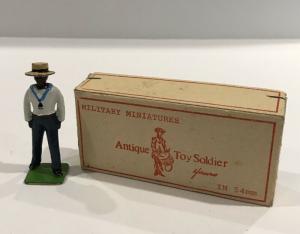 MILITARY MINIATURES
Antique Toy Soldier
IN 54mm